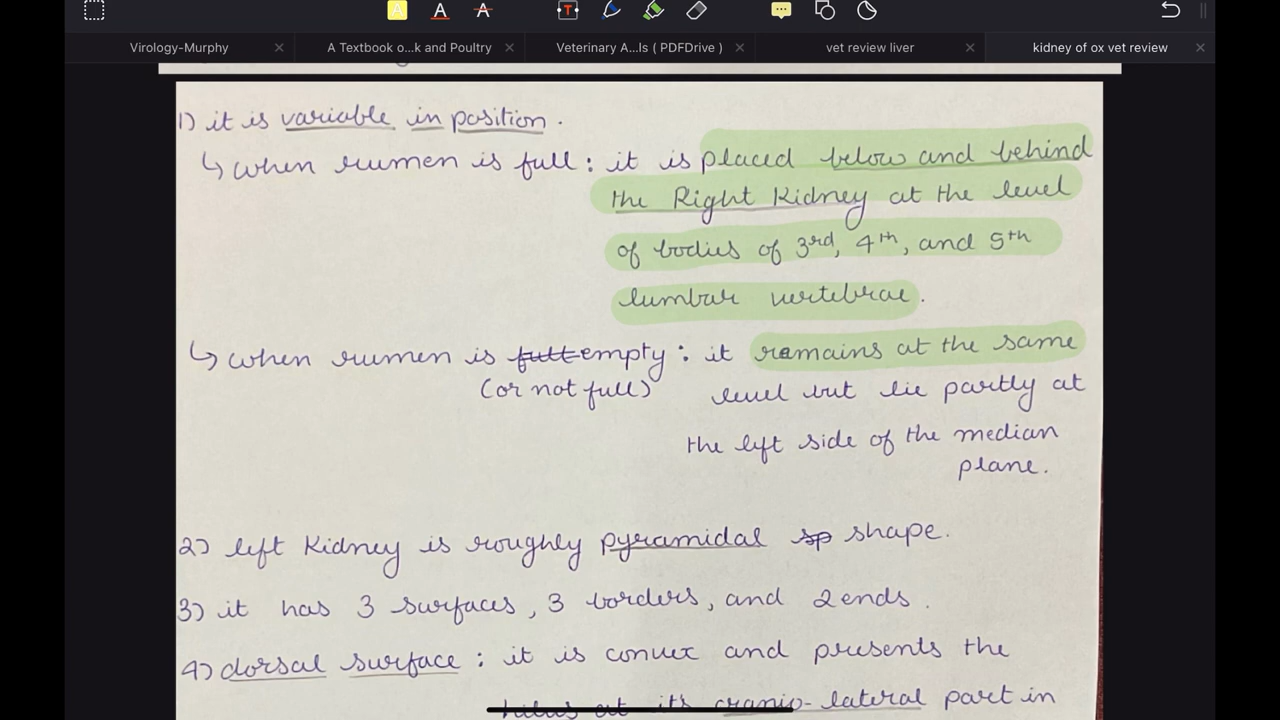 Virology-Murphy
A Textbook o...k and Poultry
Veterinary A...ls ( PDFDrive )
vet review liver
kidney of ox vet review
1) it is variable in position.
↳ when rumen is full : it is placed below and behind
the Right Kidney at the level
of bodies of 3rd, 4th, and 5th
lumbar vertebrae.
↳ when rumen is full empty : it remains at the same
(or not full) level but lie partly at
the left side of the median
plane.
2) left Kidney is roughly pyramidal sp shape.
3) it has 3 surfaces, 3 borders, and 2 ends.
4) dorsal surface : it is convex and presents the
hilus at it's cranio-lateral part in